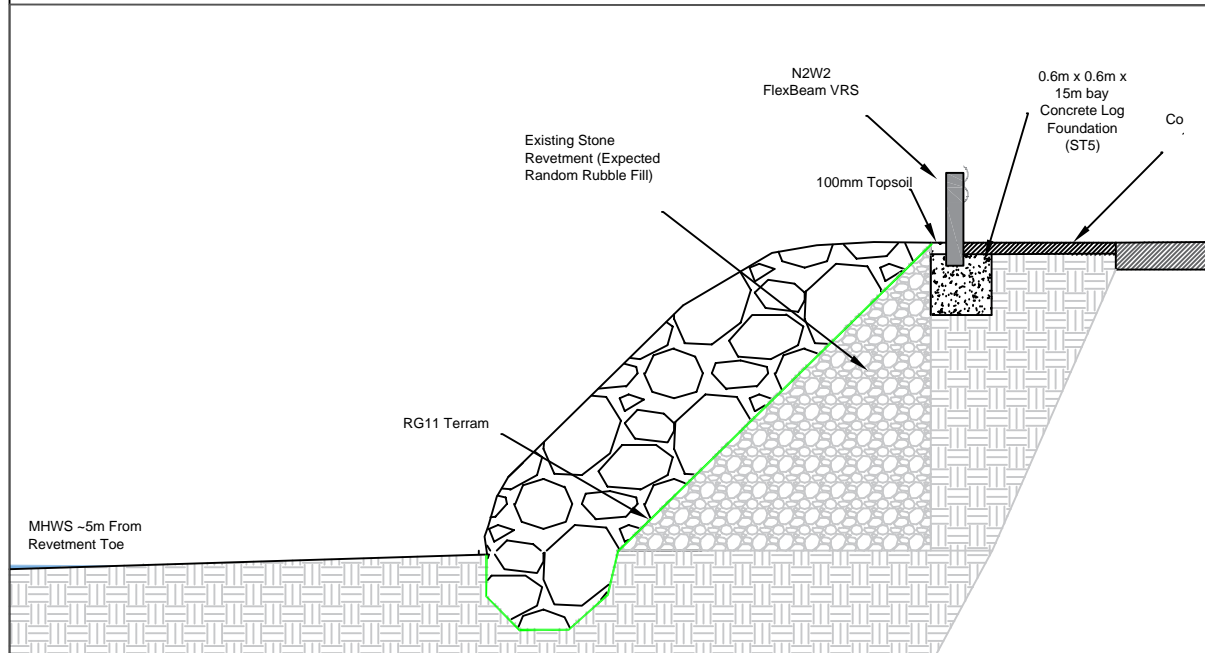 N2W2
FlexBeam VRS
0.6m x 0.6m x
15m bay
Concrete Log
Foundation
(ST5)
Co
Existing Stone
Revetment (Expected
Random Rubble Fill)
100mm Topsoil
RG11 Terram
MHWS ~5m From
Revetment Toe